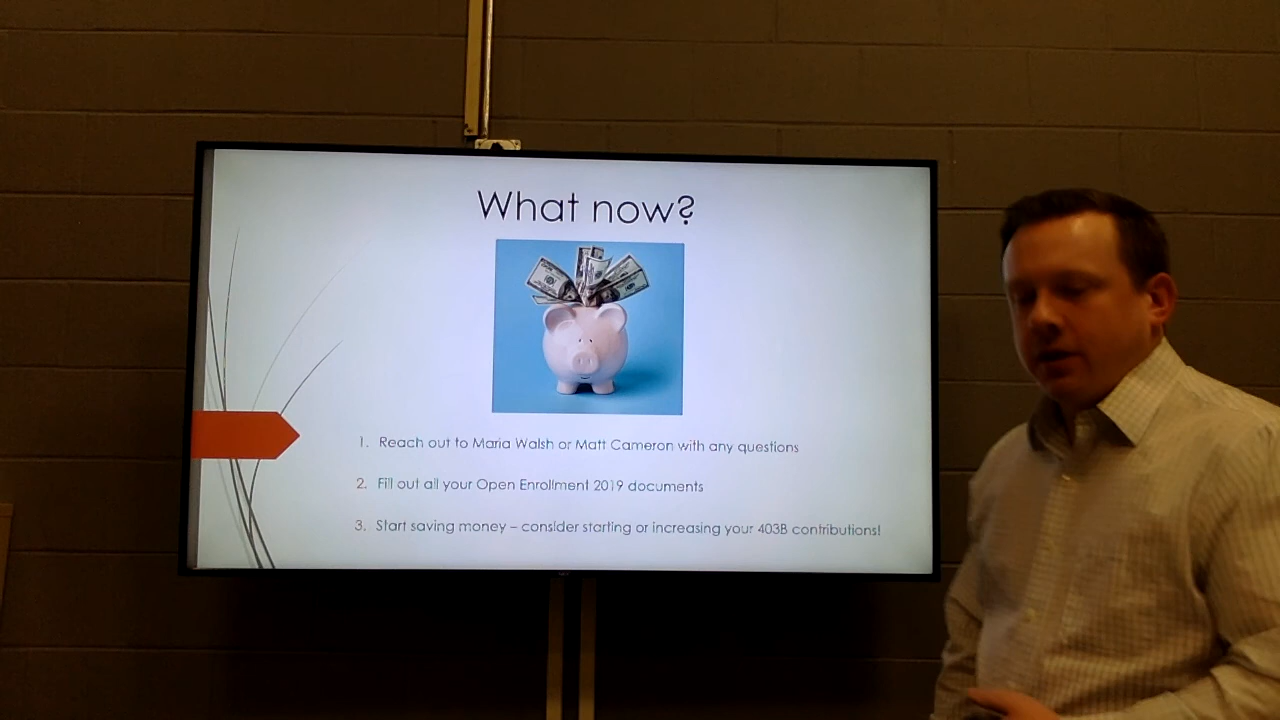 What now?
1. Reach out to Maria Walsh or Matt Cameron with any questions
2. Fill out all your Open Enrollment 2019 documents
3. Start saving money – consider starting or increasing your 403B contributions!